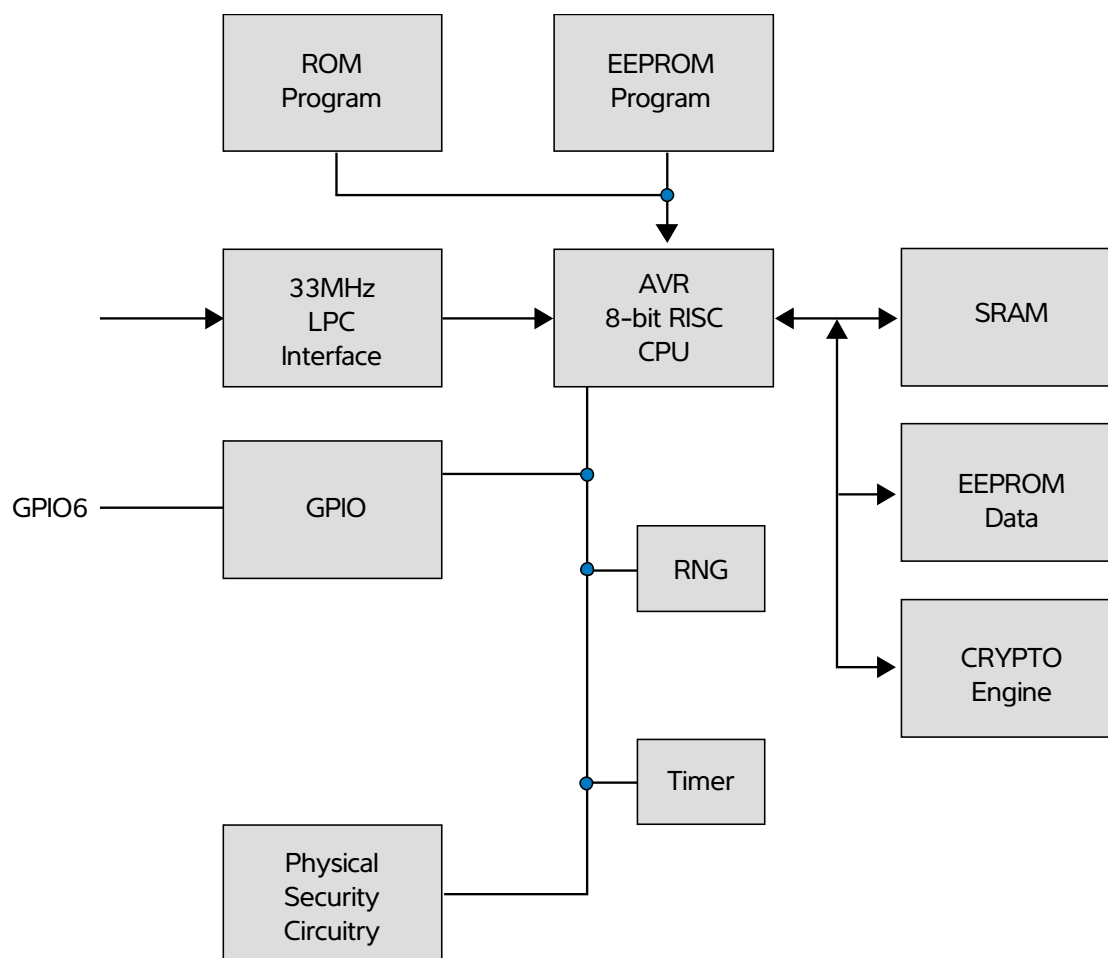 ROM
Program
EEPROM
Program
33MHz
LPC
Interface
AVR
8-bit RISC
CPU
SRAM
GPIO6
GPIO
EEPROM
Data
RNG
CRYPTO
Engine
Timer
Physical
Security
Circuitry